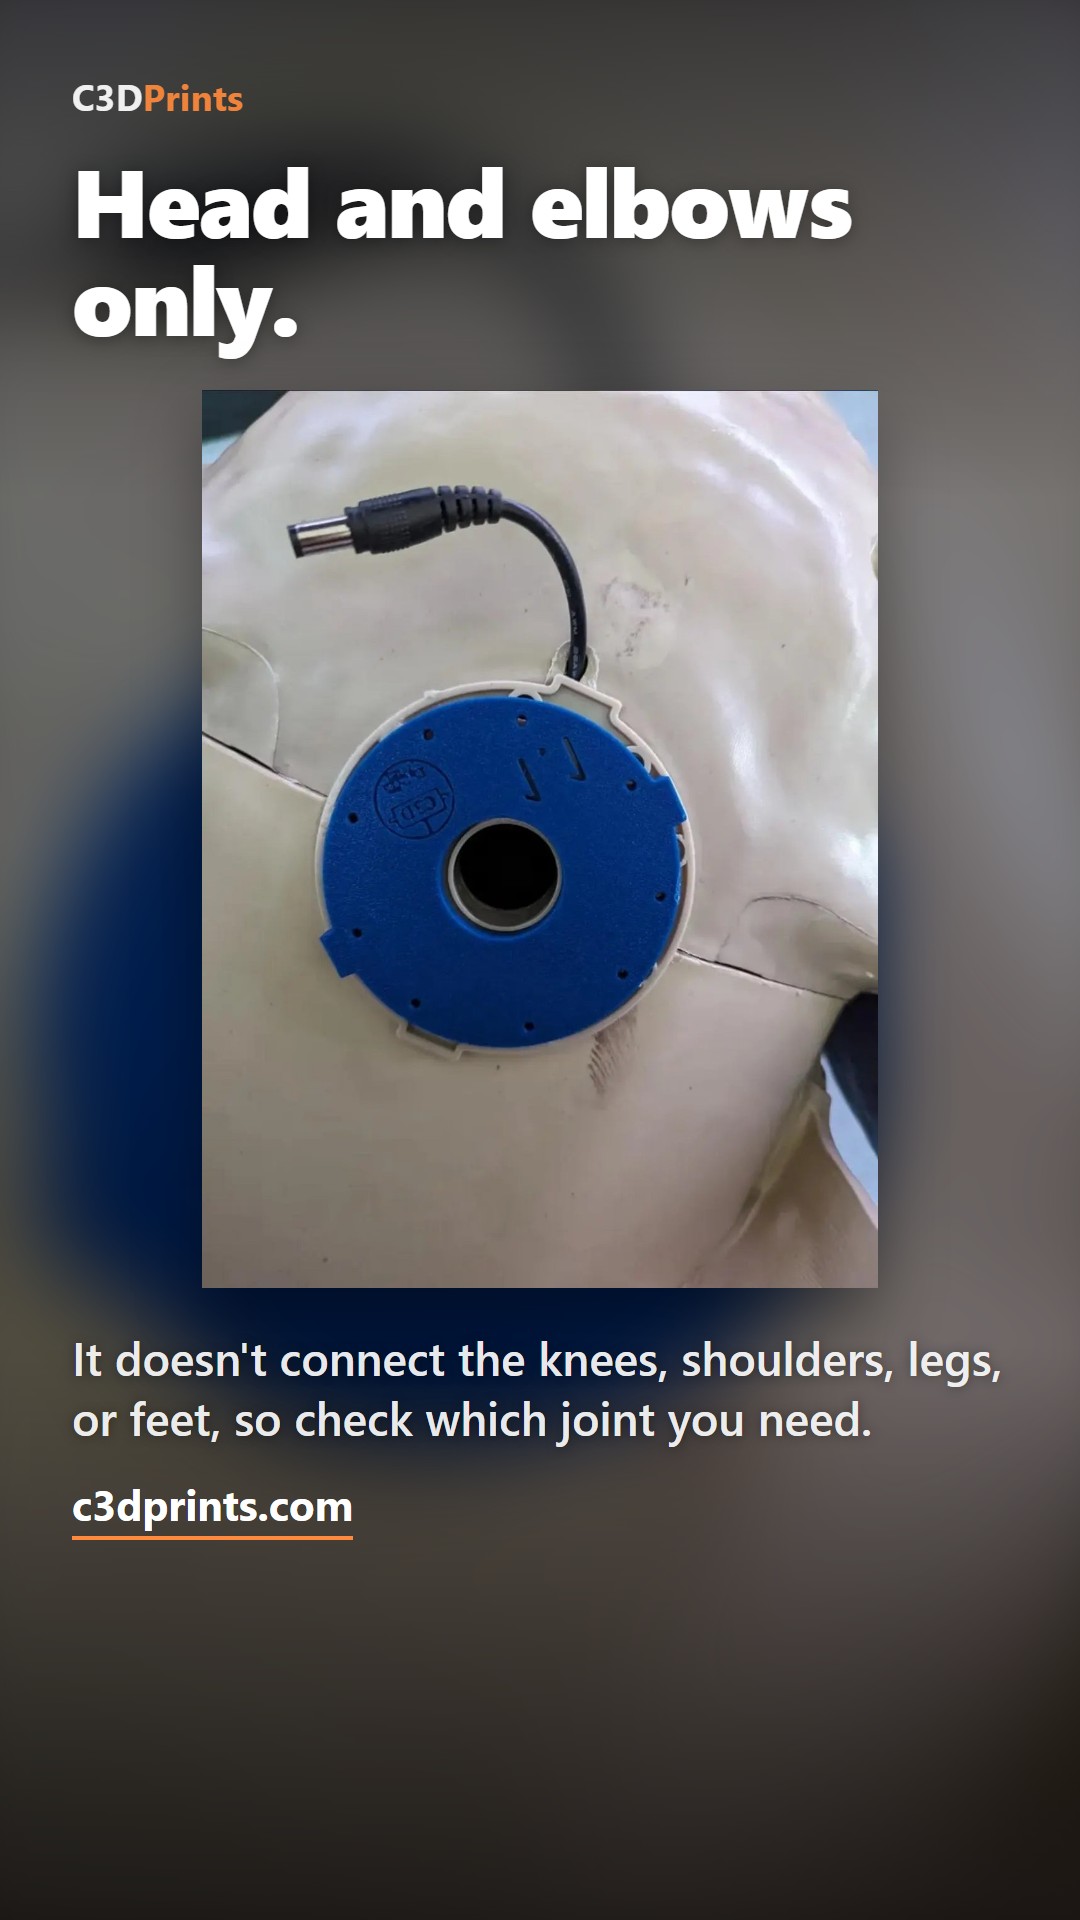 C3DPrints
Head and elbows
only.
C3D
It doesn't connect the knees, shoulders, legs,
or feet, so check which joint you need.
c3dprints.com